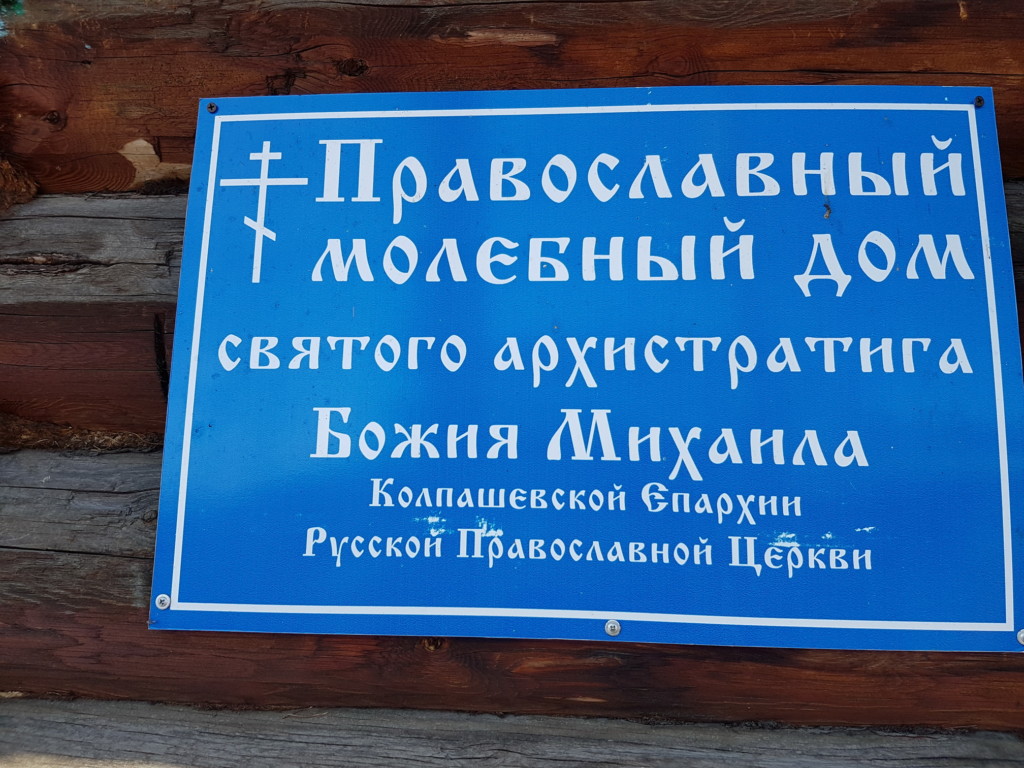 Православный
молебный дом
святого архистратига
Божия Михаила
Колпашевской Епархии
Русской Православной Церкви